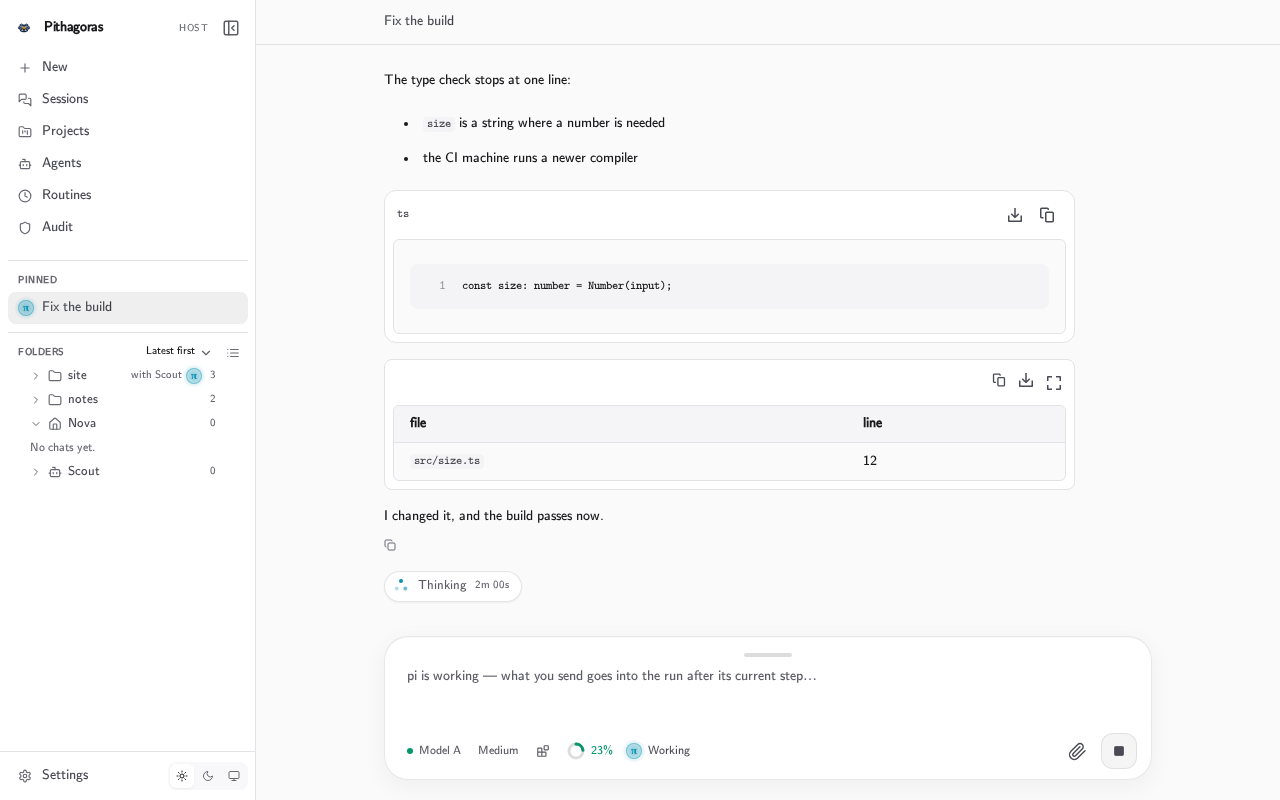 Pithagoras
HOST
New
Sessions
Projects
Agents
Routines
Audit
PINNED
π Fix the build
FOLDERS
Latest first
site with Scout π 3
notes 2
Nova 0
No chats yet.
Scout 0
Settings
Fix the build
The type check stops at one line:
• size is a string where a number is needed
• the CI machine runs a newer compiler
ts
1 const size: number = Number(input);
file line
src/size.ts 12
I changed it, and the build passes now.
Thinking 2m 00s
pi is working — what you send goes into the run after its current step…
Model A Medium 23% π Working